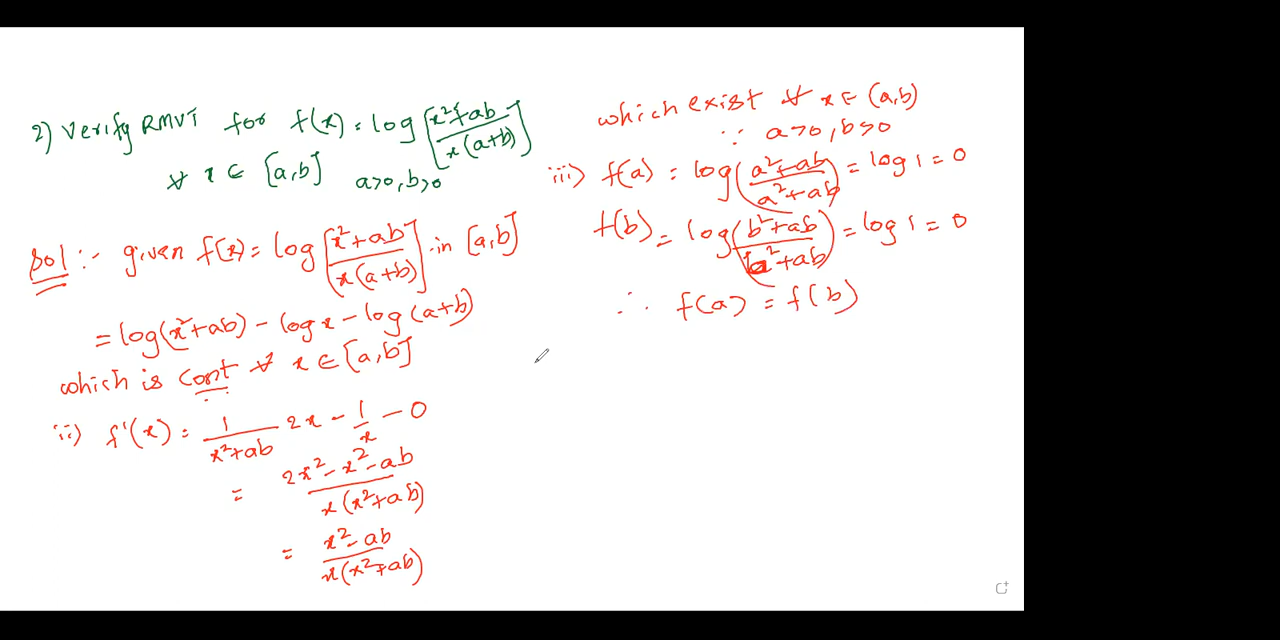 2) Verify RMVT for f(x) = log[x²+ab / x(a+b)]
∀ x ∈ [a,b] a>0, b>0
Sol :- given f(x) = log[x²+ab / x(a+b)] in [a,b]
= log(x²+ab) - log x - log(a+b)
which is cont ∀ x ∈ [a,b]
ii) f'(x) = 1/(x²+ab) 2x - 1/x - 0
= 2x² - x² - ab / x(x²+ab)
= x² - ab / x(x²+ab)
which exist ∀ x ∈ (a,b)
∵ a>0, b>0
iii) f(a) = log(a²+ab / a²+ab) = log 1 = 0
f(b) = log(b²+ab / b²+ab) = log 1 = 0
∴ f(a) = f(b)